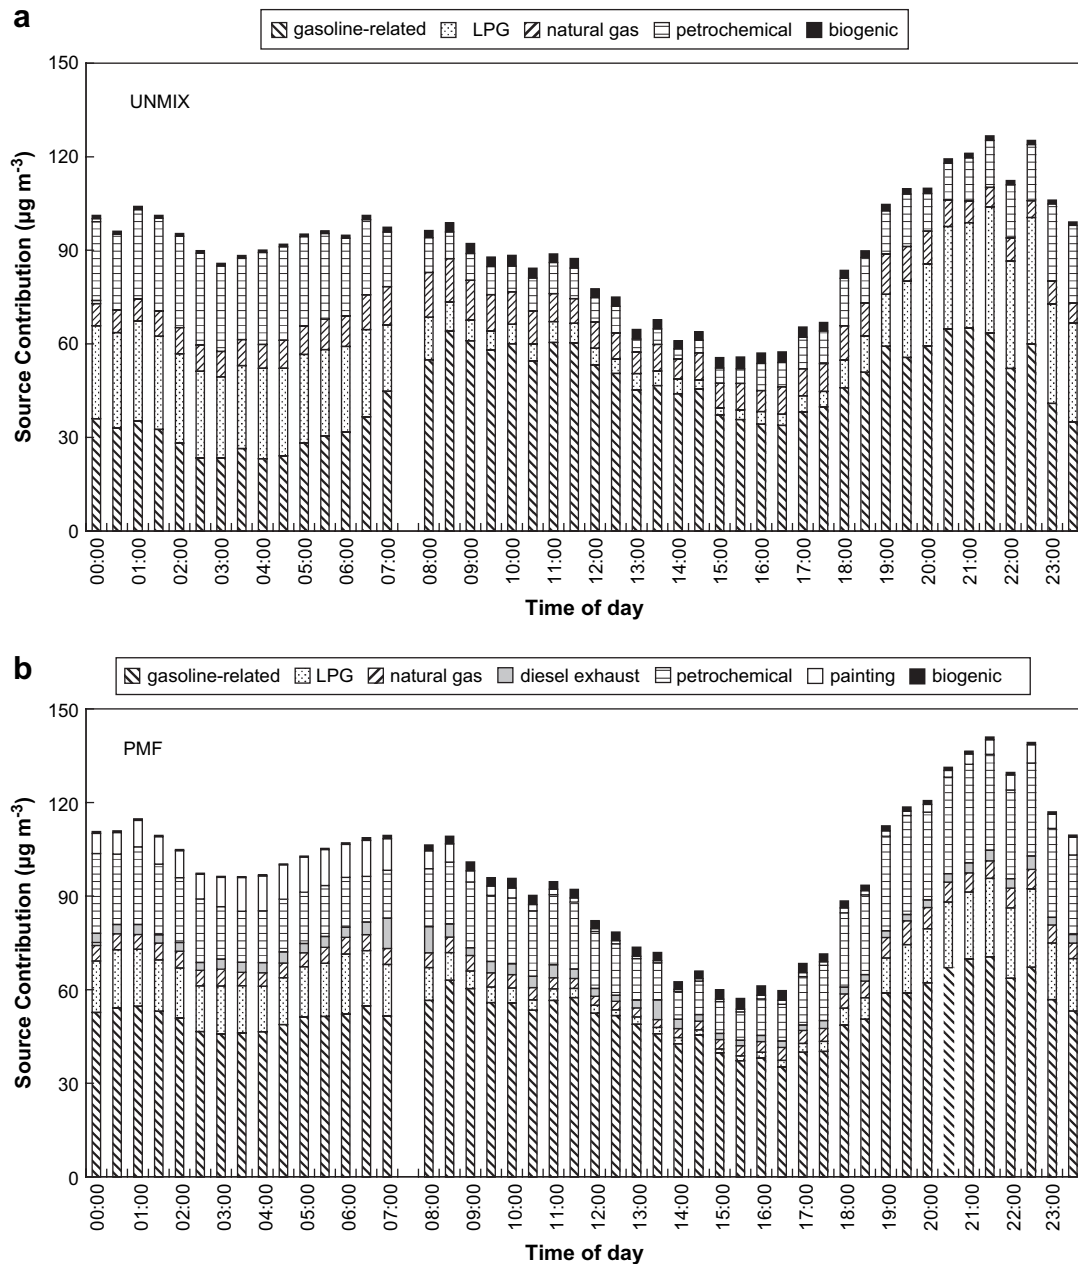 a
gasoline-related LPG natural gas petrochemical biogenic
150
UNMIX
120
90
60
30
0
Source Contribution (µg m-3)
00:00 01:00 02:00 03:00 04:00 05:00 06:00 07:00 08:00 09:00 10:00 11:00 12:00 13:00 14:00 15:00 16:00 17:00 18:00 19:00 20:00 21:00 22:00 23:00
Time of day
b
gasoline-related LPG natural gas diesel exhaust petrochemical painting biogenic
150
PMF
120
90
60
30
0
Source Contribution (µg m-3)
00:00 01:00 02:00 03:00 04:00 05:00 06:00 07:00 08:00 09:00 10:00 11:00 12:00 13:00 14:00 15:00 16:00 17:00 18:00 19:00 20:00 21:00 22:00 23:00
Time of day